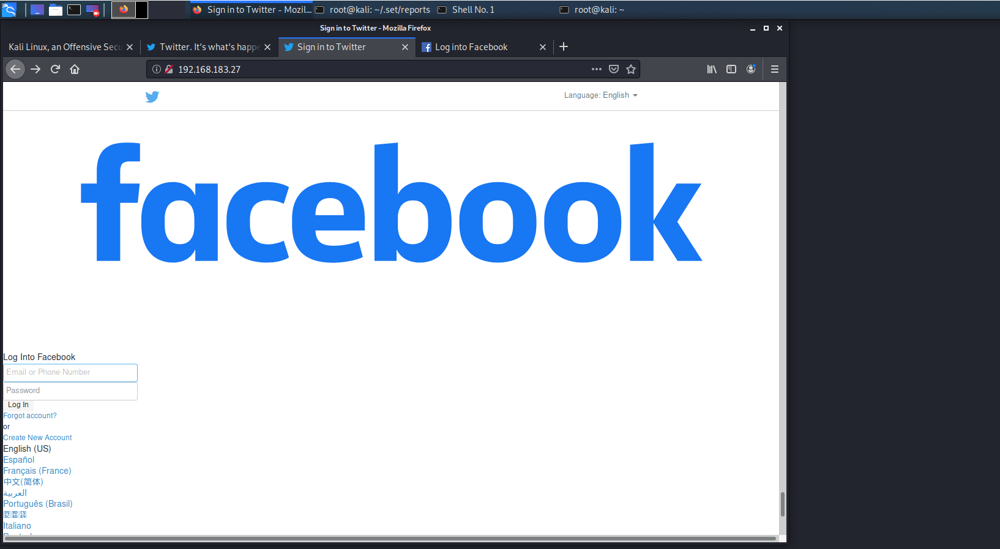 Sign in to Twitter - Mozil...
root@kali: ~/.set/reports
Shell No. 1
root@kali: ~
Sign in to Twitter - Mozilla Firefox
Kali Linux, an Offensive Secu
Twitter. It's what's happe
Sign in to Twitter
Log into Facebook
192.168.183.27
Language: English
facebook
Log Into Facebook
Email or Phone Number
Password
Log In
Forgot account?
or
Create New Account
English (US)
Español
Français (France)
中文(简体)
العربية
Português (Brasil)
Italiano